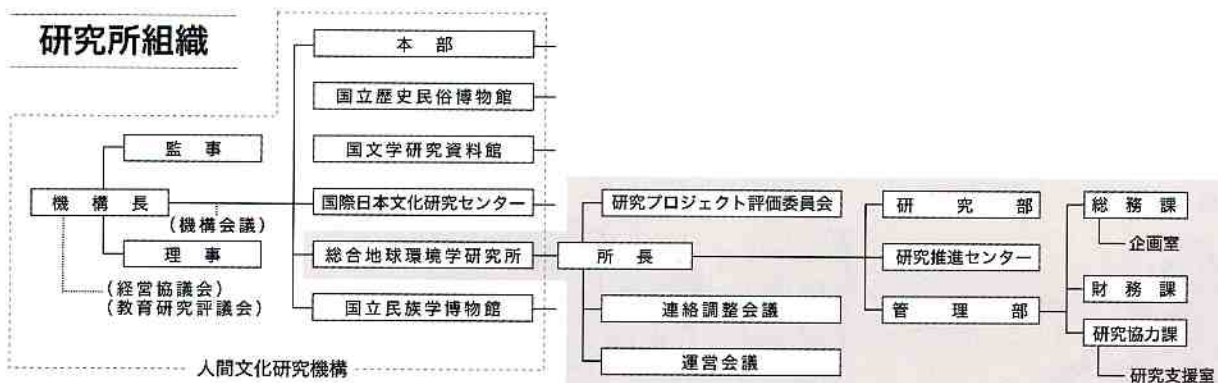 研究所組織
本部
国立歴史民俗博物館
監事
国文学研究資料館
機構長
(機構会議)
国際日本文化研究センター
理事
総合地球環境学研究所
(経営協議会)
(教育研究評議会)
国立民族学博物館
人間文化研究機構
研究プロジェクト評価委員会
所長
連絡調整会議
運営会議
研究部
研究推進センター
管理部
総務課
企画室
財務課
研究協力課
研究支援室